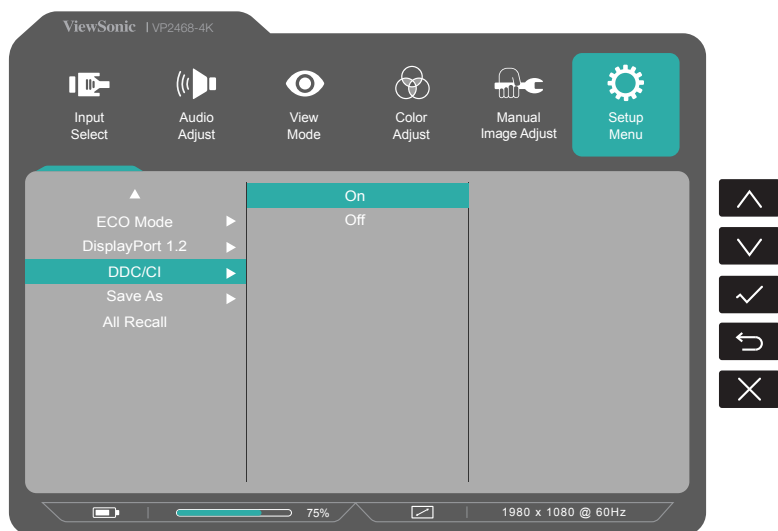 ViewSonic | VP2468-4K
Input
Select
Audio
Adjust
View
Mode
Color
Adjust
Manual
Image Adjust
Setup
Menu
ECO Mode
DisplayPort 1.2
DDC/CI
Save As
All Recall
On
Off
75%
1980 x 1080 @ 60Hz